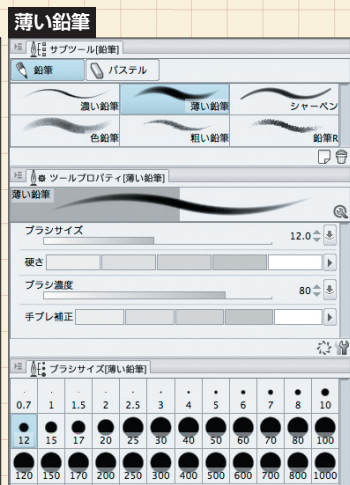 薄い鉛筆
サブツール[鉛筆]
鉛筆 パステル
濃い鉛筆 薄い鉛筆 シャーペン
色鉛筆 粗い鉛筆 鉛筆R
ツールプロパティ[薄い鉛筆]
薄い鉛筆
ブラシサイズ 12.0
硬さ
ブラシ濃度 80
手ブレ補正
ブラシサイズ[薄い鉛筆]
0.7 1 1.5 2 2.5 3 4 5 6 7 8 10
12 15 17 20 25 30 40 50 60 70 80 100
120 150 170 200 250 300 400 500 600 700 800 1000